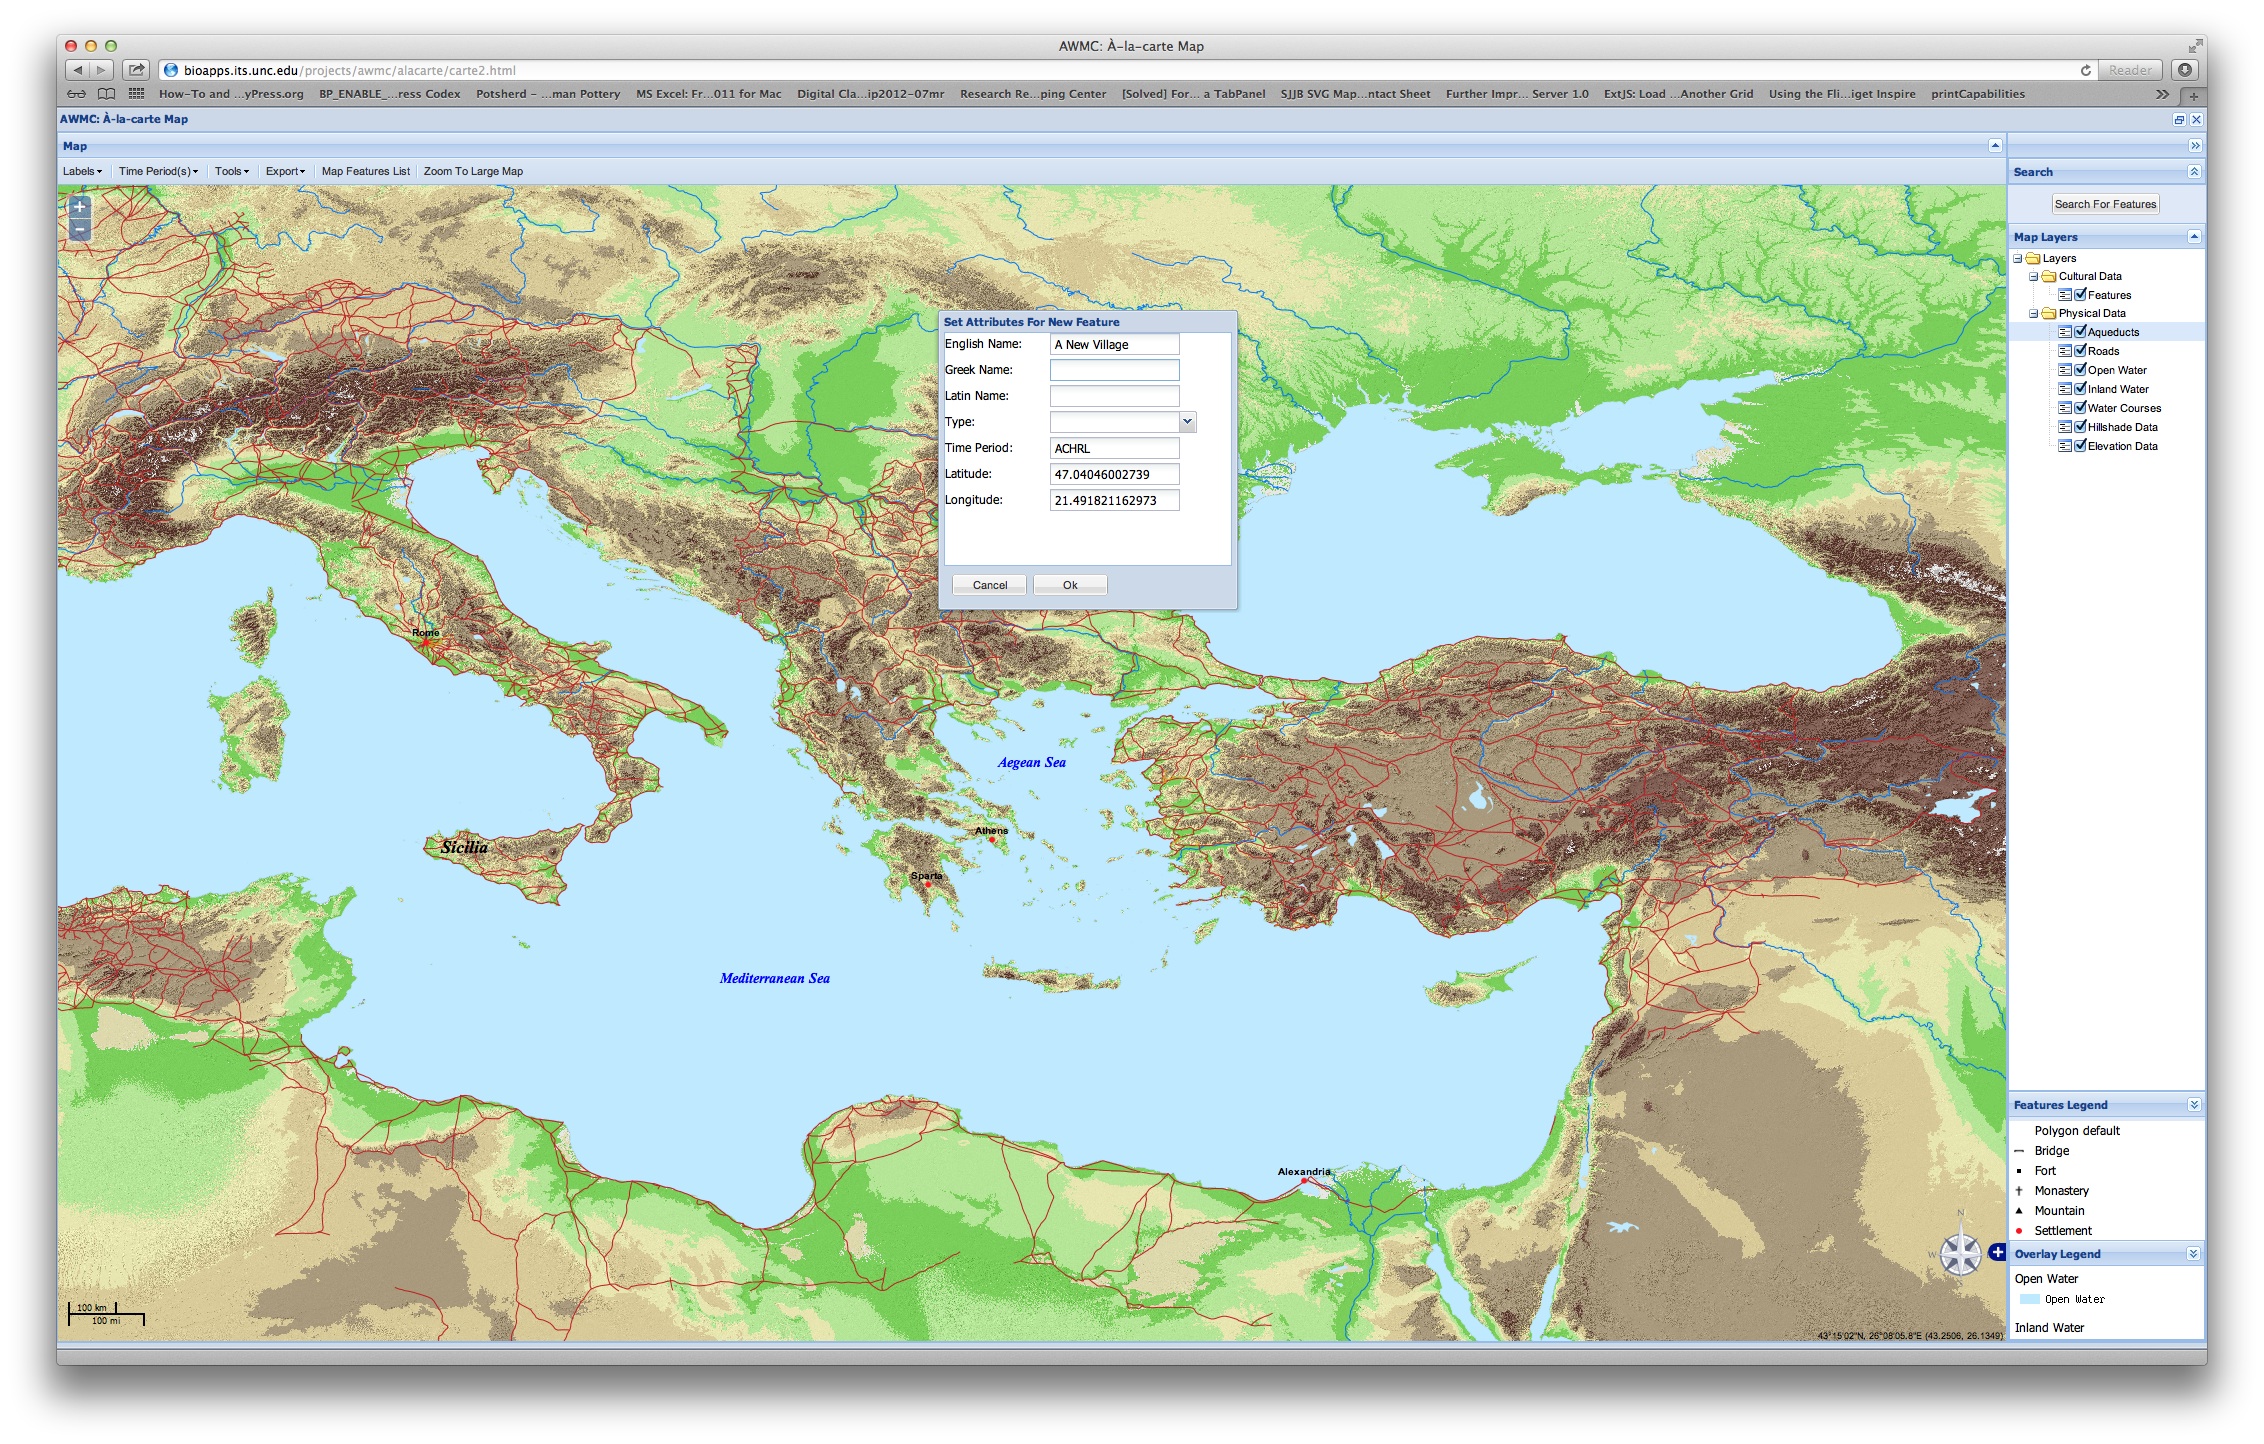 AWMC: À-la-carte Map
bioapps.its.unc.edu/projects/awmc/alacarte/carte2.html
Reader
How-To and ...yPress.org BP_ENABLE_...ress Codex Potsherd - ...man Pottery MS Excel: Fr...011 for Mac Digital Cla...ip2012-07mr Research Re...ping Center [Solved] For... a TabPanel SJJB SVG Map...ntact Sheet Further Impr... Server 1.0 ExtJS: Load ...Another Grid Using the Fli...iget Inspire printCapabilities
AWMC: À-la-carte Map
Map
Labels Time Period(s) Tools Export Map Features List Zoom To Large Map
Search
Search For Features
Map Layers
Layers
Cultural Data
Features
Physical Data
Aqueducts
Roads
Open Water
Inland Water
Water Courses
Hillshade Data
Elevation Data
Set Attributes For New Feature
English Name: A New Village
Greek Name:
Latin Name:
Type:
Time Period: ACHRL
Latitude: 47.04046002739
Longitude: 21.491821162973
Cancel Ok
Rome
Aegean Sea
Athens
Sicilia
Sparta
Mediterranean Sea
Alexandria
N
W
100 km
100 mi
43°15'02"N, 26°08'05.8"E (43.2506, 26.1349)
Features Legend
Polygon default
Bridge
Fort
Monastery
Mountain
Settlement
Overlay Legend
Open Water
Open Water
Inland Water